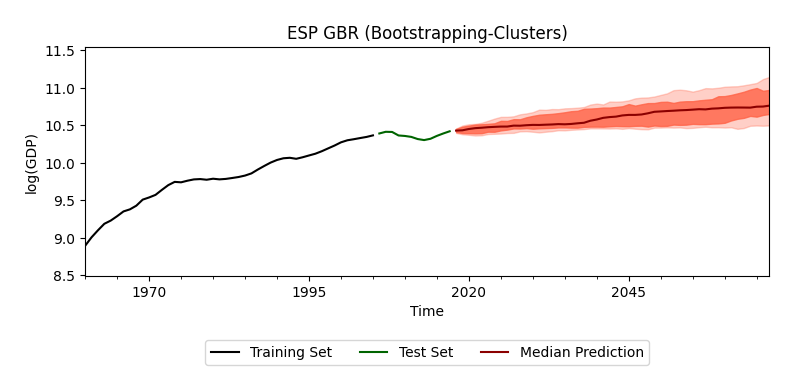 ESP GBR (Bootstrapping-Clusters)
11.5
11.0
10.5
10.0
9.5
9.0
8.5
log(GDP)
1970 1995 2020 2045
Time
Training Set Test Set Median Prediction